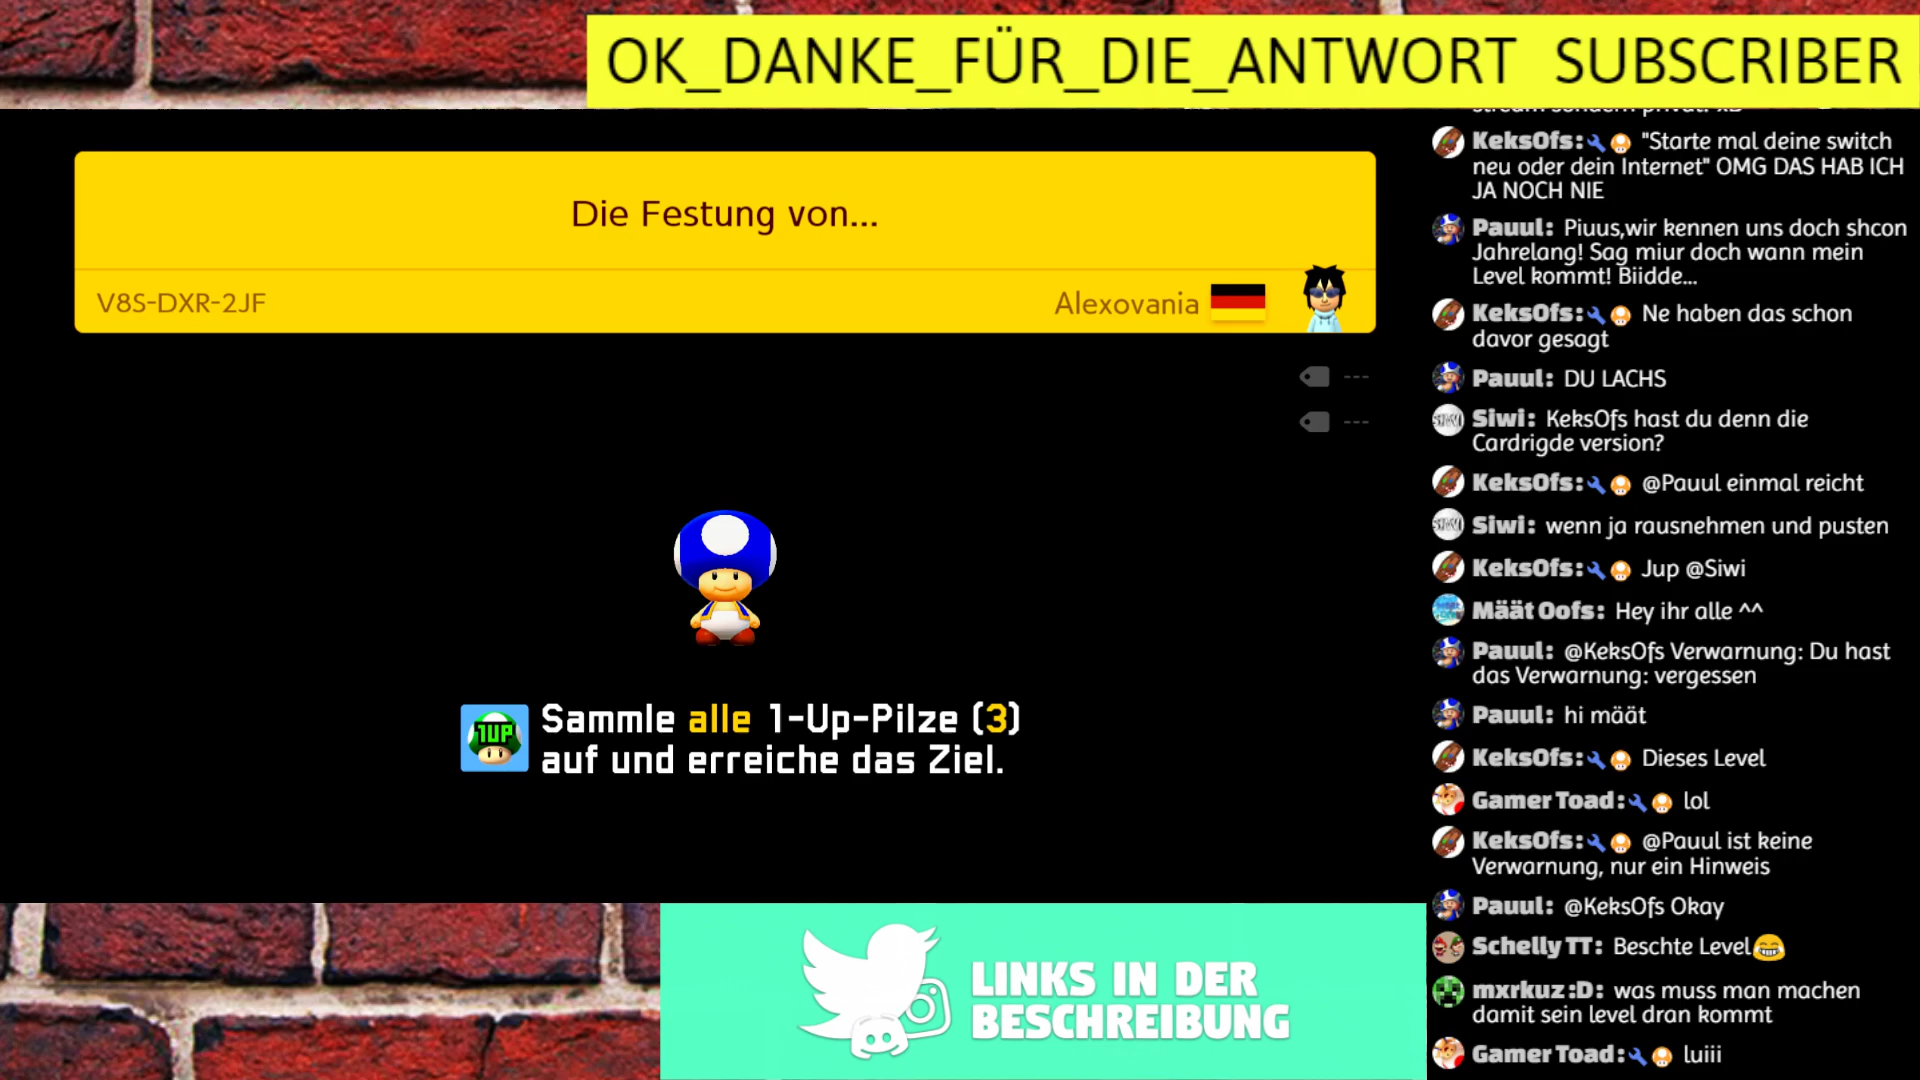 OK_DANKE_FÜR_DIE_ANTWORT SUBSCRIBER
Die Festung von...
V8S-DXR-2JF
Alexovania
---
---
1UP
Sammle alle 1-Up-Pilze (3)
auf und erreiche das Ziel.
LINKS IN DER
BESCHREIBUNG
KeksOfs: "Starte mal deine switch
neu oder dein Internet" OMG DAS HAB ICH
JA NOCH NIE
Pauul: Piuus,wir kennen uns doch shcon
Jahrelang! Sag miur doch wann mein
Level kommt! Biidde...
KeksOfs: Ne haben das schon
davor gesagt
Pauul: DU LACHS
Siwi: KeksOfs hast du denn die
Cardrigde version?
KeksOfs: @Pauul einmal reicht
Siwi: wenn ja rausnehmen und pusten
KeksOfs: Jup @Siwi
Määt Oofs: Hey ihr alle ^^
Pauul: @KeksOfs Verwarnung: Du hast
das Verwarnung: vergessen
Pauul: hi määt
KeksOfs: Dieses Level
Gamer Toad: lol
KeksOfs: @Pauul ist keine
Verwarnung, nur ein Hinweis
Pauul: @KeksOfs Okay
Schelly TT: Beschte Level😂
mxrkuz :D: was muss man machen
damit sein level dran kommt
Gamer Toad: luiii